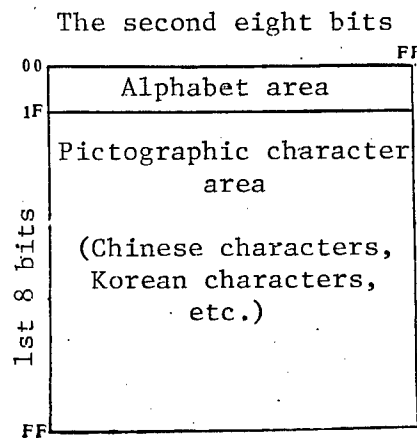 The second eight bits
FF
00
Alphabet area
1F
Pictographic character
area
(Chinese characters,
Korean characters,
etc.)
1st 8 bits
FF